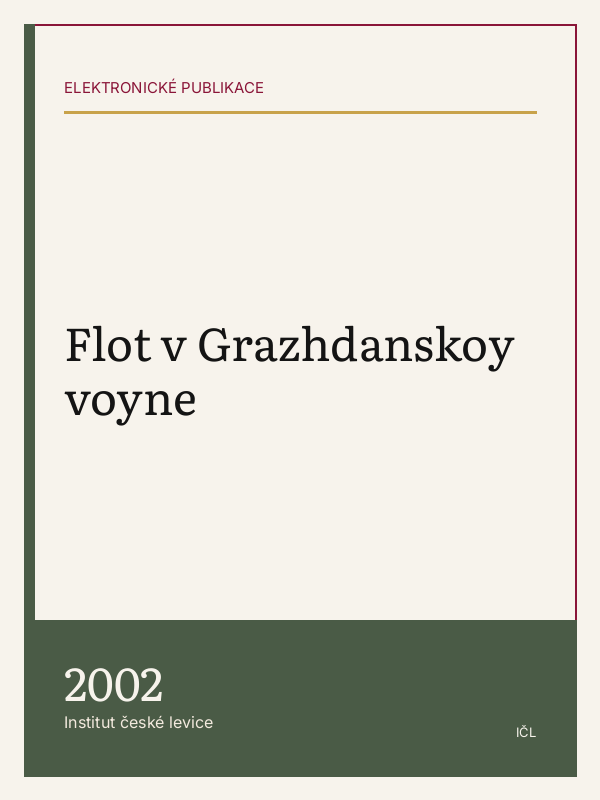 ELEKTRONICKÉ PUBLIKACE
Flot v Grazhdanskoy
voyne
2002
Institut české levice
IČL